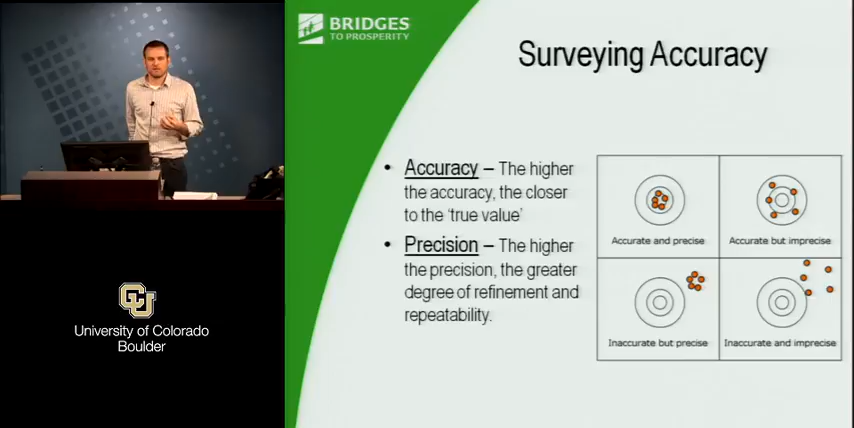 BRIDGES
TO PROSPERITY
Surveying Accuracy
• Accuracy – The higher
the accuracy, the closer
to the ‘true value’
• Precision – The higher
the precision, the greater
degree of refinement and
repeatability.
Accurate and precise
Accurate but imprecise
Inaccurate but precise
Inaccurate and imprecise
CU
University of Colorado
Boulder